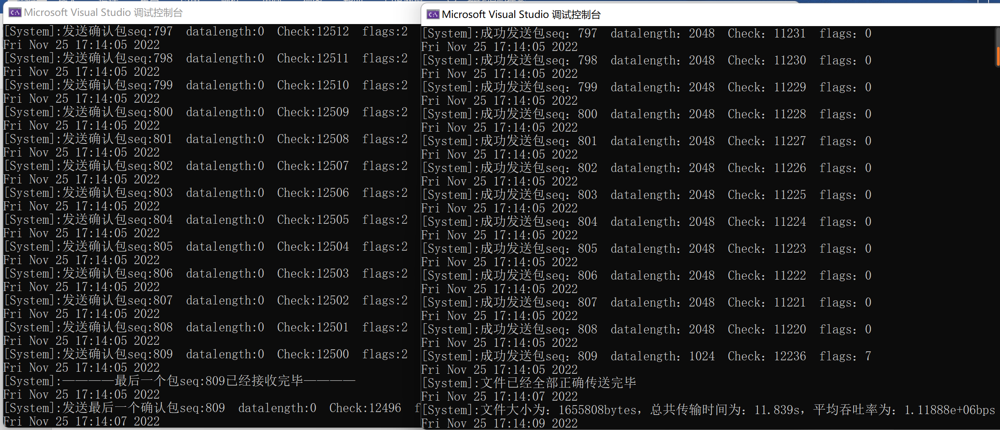 Microsoft Visual Studio 调试控制台
[System]:发送确认包seq:797  datalength:0  Check:12512  flags:2
Fri Nov 25 17:14:05 2022
[System]:发送确认包seq:798  datalength:0  Check:12511  flags:2
Fri Nov 25 17:14:05 2022
[System]:发送确认包seq:799  datalength:0  Check:12510  flags:2
Fri Nov 25 17:14:05 2022
[System]:发送确认包seq:800  datalength:0  Check:12509  flags:2
Fri Nov 25 17:14:05 2022
[System]:发送确认包seq:801  datalength:0  Check:12508  flags:2
Fri Nov 25 17:14:05 2022
[System]:发送确认包seq:802  datalength:0  Check:12507  flags:2
Fri Nov 25 17:14:05 2022
[System]:发送确认包seq:803  datalength:0  Check:12506  flags:2
Fri Nov 25 17:14:05 2022
[System]:发送确认包seq:804  datalength:0  Check:12505  flags:2
Fri Nov 25 17:14:05 2022
[System]:发送确认包seq:805  datalength:0  Check:12504  flags:2
Fri Nov 25 17:14:05 2022
[System]:发送确认包seq:806  datalength:0  Check:12503  flags:2
Fri Nov 25 17:14:05 2022
[System]:发送确认包seq:807  datalength:0  Check:12502  flags:2
Fri Nov 25 17:14:05 2022
[System]:发送确认包seq:808  datalength:0  Check:12501  flags:2
Fri Nov 25 17:14:05 2022
[System]:发送确认包seq:809  datalength:0  Check:12500  flags:2
Fri Nov 25 17:14:05 2022
[System]:————最后一个包seq:809已经接收完毕————
Fri Nov 25 17:14:05 2022
[System]:发送最后一个确认包seq:809  datalength:0  Check:12496  f
Fri Nov 25 17:14:07 2022
Microsoft Visual Studio 调试控制台
[System]:成功发送包seq：797  datalength：2048  Check：11231  flags：0
Fri Nov 25 17:14:05 2022
[System]:成功发送包seq：798  datalength：2048  Check：11230  flags：0
Fri Nov 25 17:14:05 2022
[System]:成功发送包seq：799  datalength：2048  Check：11229  flags：0
Fri Nov 25 17:14:05 2022
[System]:成功发送包seq：800  datalength：2048  Check：11228  flags：0
Fri Nov 25 17:14:05 2022
[System]:成功发送包seq：801  datalength：2048  Check：11227  flags：0
Fri Nov 25 17:14:05 2022
[System]:成功发送包seq：802  datalength：2048  Check：11226  flags：0
Fri Nov 25 17:14:05 2022
[System]:成功发送包seq：803  datalength：2048  Check：11225  flags：0
Fri Nov 25 17:14:05 2022
[System]:成功发送包seq：804  datalength：2048  Check：11224  flags：0
Fri Nov 25 17:14:05 2022
[System]:成功发送包seq：805  datalength：2048  Check：11223  flags：0
Fri Nov 25 17:14:05 2022
[System]:成功发送包seq：806  datalength：2048  Check：11222  flags：0
Fri Nov 25 17:14:05 2022
[System]:成功发送包seq：807  datalength：2048  Check：11221  flags：0
Fri Nov 25 17:14:05 2022
[System]:成功发送包seq：808  datalength：2048  Check：11220  flags：0
Fri Nov 25 17:14:05 2022
[System]:成功发送包seq：809  datalength：1024  Check：12236  flags：7
Fri Nov 25 17:14:05 2022
[System]:文件已经全部正确传送完毕
Fri Nov 25 17:14:07 2022
[System]:文件大小为：1655808bytes，总共传输时间为：11.839s，平均吞吐率为：1.11888e+06bps
Fri Nov 25 17:14:09 2022